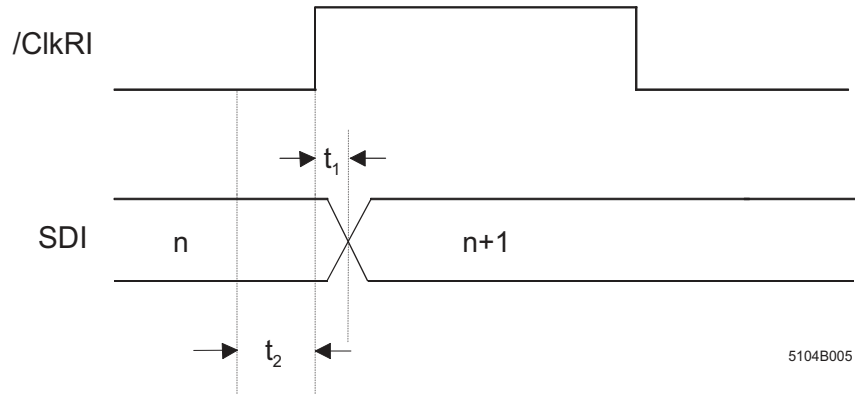 /ClkRI
t1
SDI
n
n+1
t2
5104B005